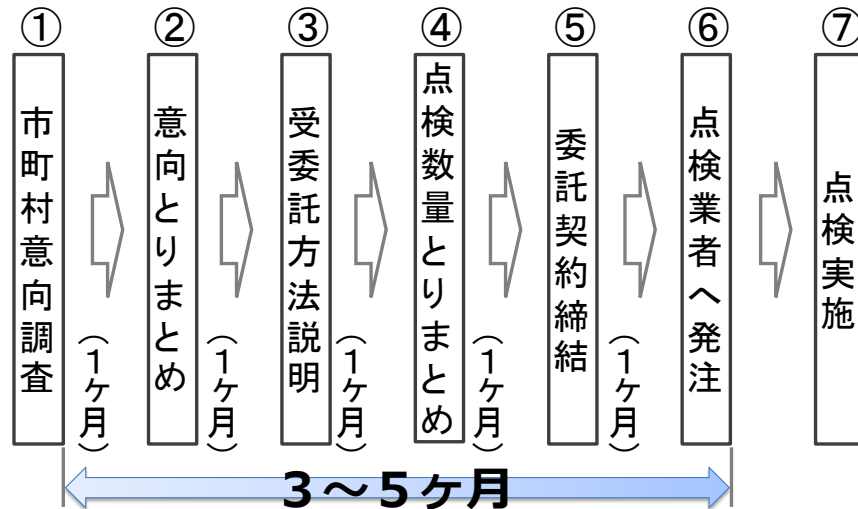 ①
②
③
④
⑤
⑥
⑦
市町村意向調査
(1ヶ月)
意向とりまとめ
(1ヶ月)
受委託方法説明
(1ヶ月)
点検数量とりまとめ
(1ヶ月)
委託契約締結
(1ヶ月)
点検業者へ発注
点検実施
3～5ヶ月